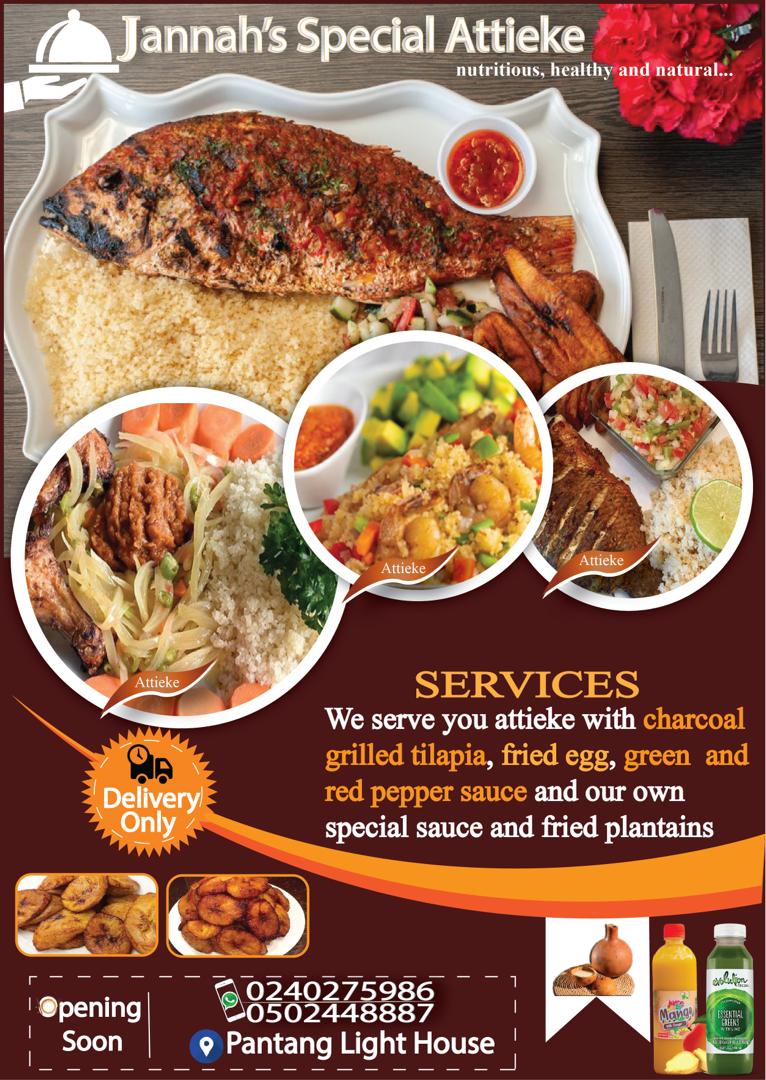 Jannah's Special Attieke
nutritious, healthy and natural...
Attieke
Attieke
Attieke
SERVICES
We serve you attieke with charcoal
grilled tilapia, fried egg, green and
red pepper sauce and our own
special sauce and fried plantains
Delivery
Only
Opening
Soon
0240275986
0502448887
Pantang Light House
Mango
evolution
ESSENTIAL
GREENS